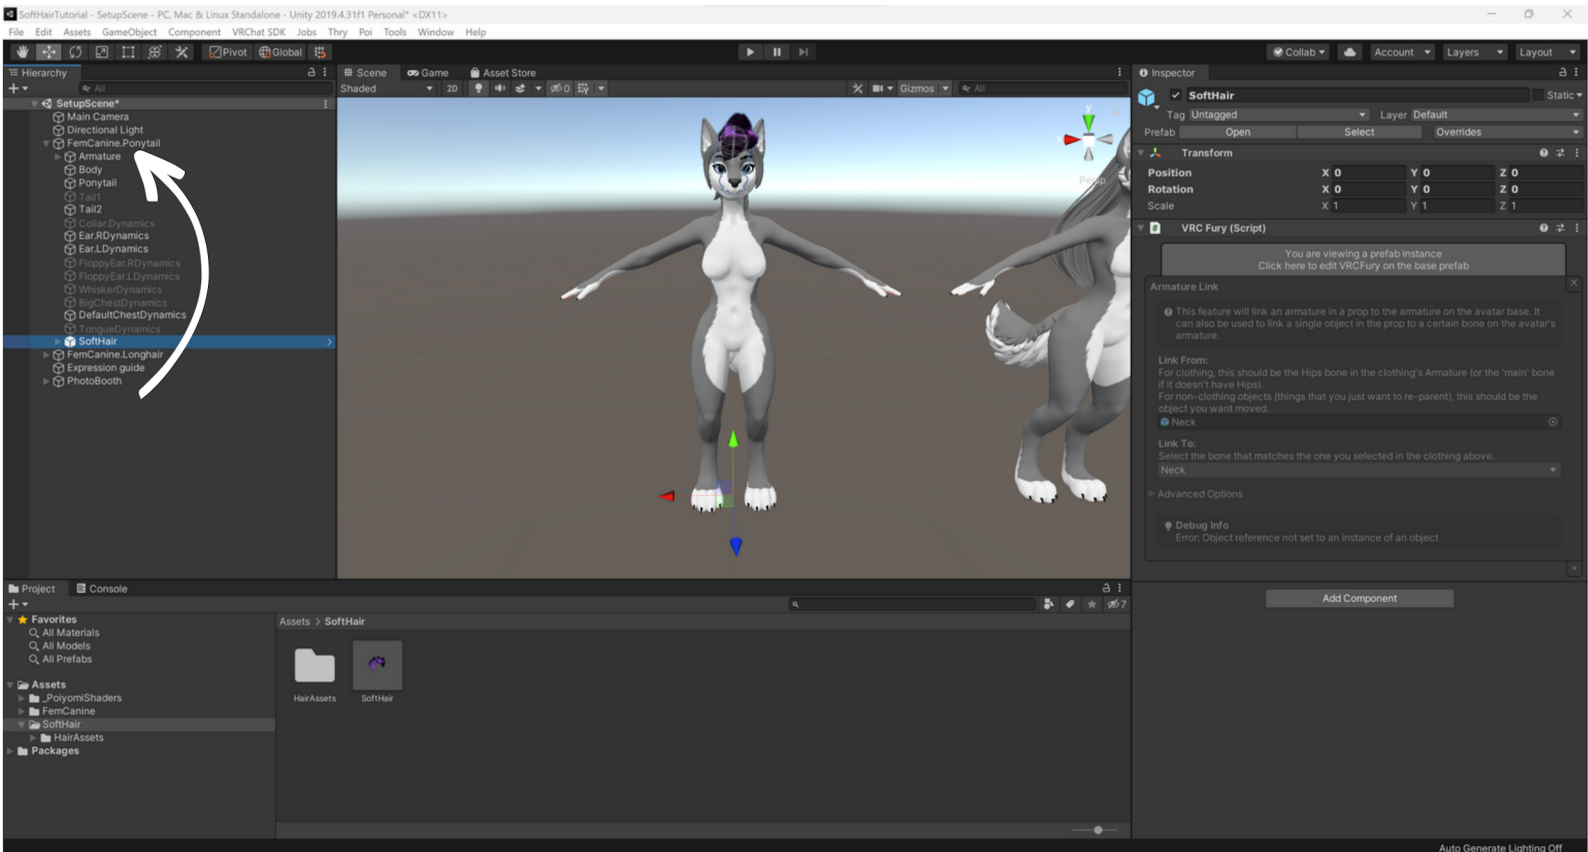 SoftHairTutorial - SetupScene - PC, Mac & Linux Standalone - Unity 2019.4.31f1 Personal* <DX11>
File Edit Assets GameObject Component VRChat SDK Jobs Thry Poi Tools Window Help
Pivot Global
Collab Account Layers Layout
Hierarchy
All
SetupScene*
Main Camera
Directional Light
FemCanine.Ponytail
Armature
Body
Ponytail
Tail1
Tail2
Collar.Dynamics
Ear.RDynamics
Ear.LDynamics
FloppyEar.RDynamics
FloppyEar.LDynamics
WhiskerDynamics
BigChestDynamics
DefaultChestDynamics
TongueDynamics
SoftHair
FemCanine.Longhair
Expression guide
PhotoBooth
Scene Game Asset Store
Shaded 2D 0 Gizmos All
y
x
Persp
Inspector
SoftHair Static
Tag Untagged Layer Default
Prefab Open Select Overrides
Transform
Position X 0 Y 0 Z 0
Rotation X 0 Y 0 Z 0
Scale X 1 Y 1 Z 1
VRC Fury (Script)
You are viewing a prefab instance
Click here to edit VRCFury on the base prefab
Armature Link
This feature will link an armature in a prop to the armature on the avatar base. It
can also be used to link a single object in the prop to a certain bone on the avatar's
armature.
Link From:
For clothing, this should be the Hips bone in the clothing's Armature (or the 'main' bone
if it doesn't have Hips).
For non-clothing objects (things that you just want to re-parent), this should be the
object you want moved.
Neck
Link To:
Select the bone that matches the one you selected in the clothing above.
Neck
Advanced Options
Debug Info
Error: Object reference not set to an instance of an object
Add Component
Project Console
7
Favorites
All Materials
All Models
All Prefabs
Assets
_PoiyomiShaders
FemCanine
SoftHair
HairAssets
Packages
Assets > SoftHair
HairAssets SoftHair
Auto Generate Lighting Off